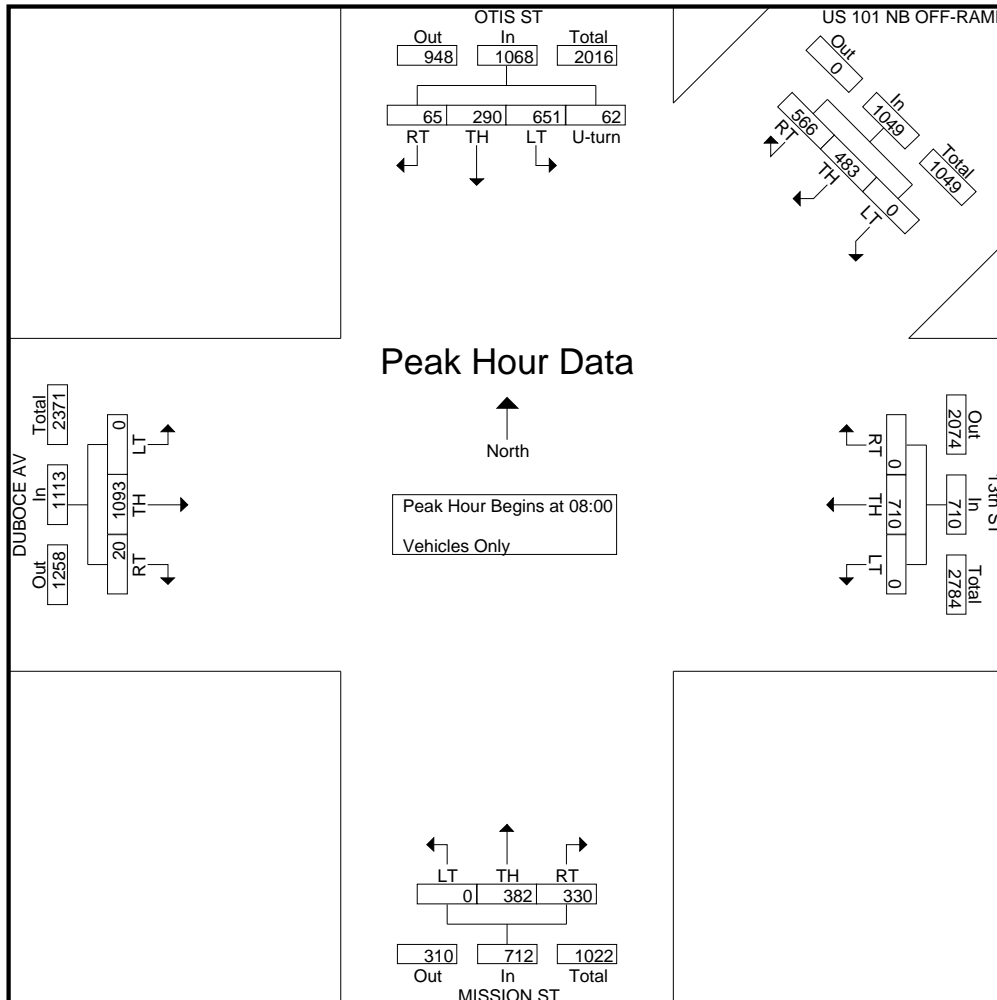 OTIS ST
Out In Total
948 1068 2016
65 290 651 62
RT TH LT U-turn
US 101 NB OFF-RAM
Out
0
In
1049
Total
1049
566 483 0
RT TH LT
Peak Hour Data
North
Peak Hour Begins at 08:00
Vehicles Only
DUBOCE AV
Out In Total
1258 1113 2371
20 1093 0
RT TH LT
13th ST
Out In Total
2074 710 2784
0 710 0
RT TH LT
LT TH RT
0 382 330
310 712 1022
Out In Total
MISSION ST